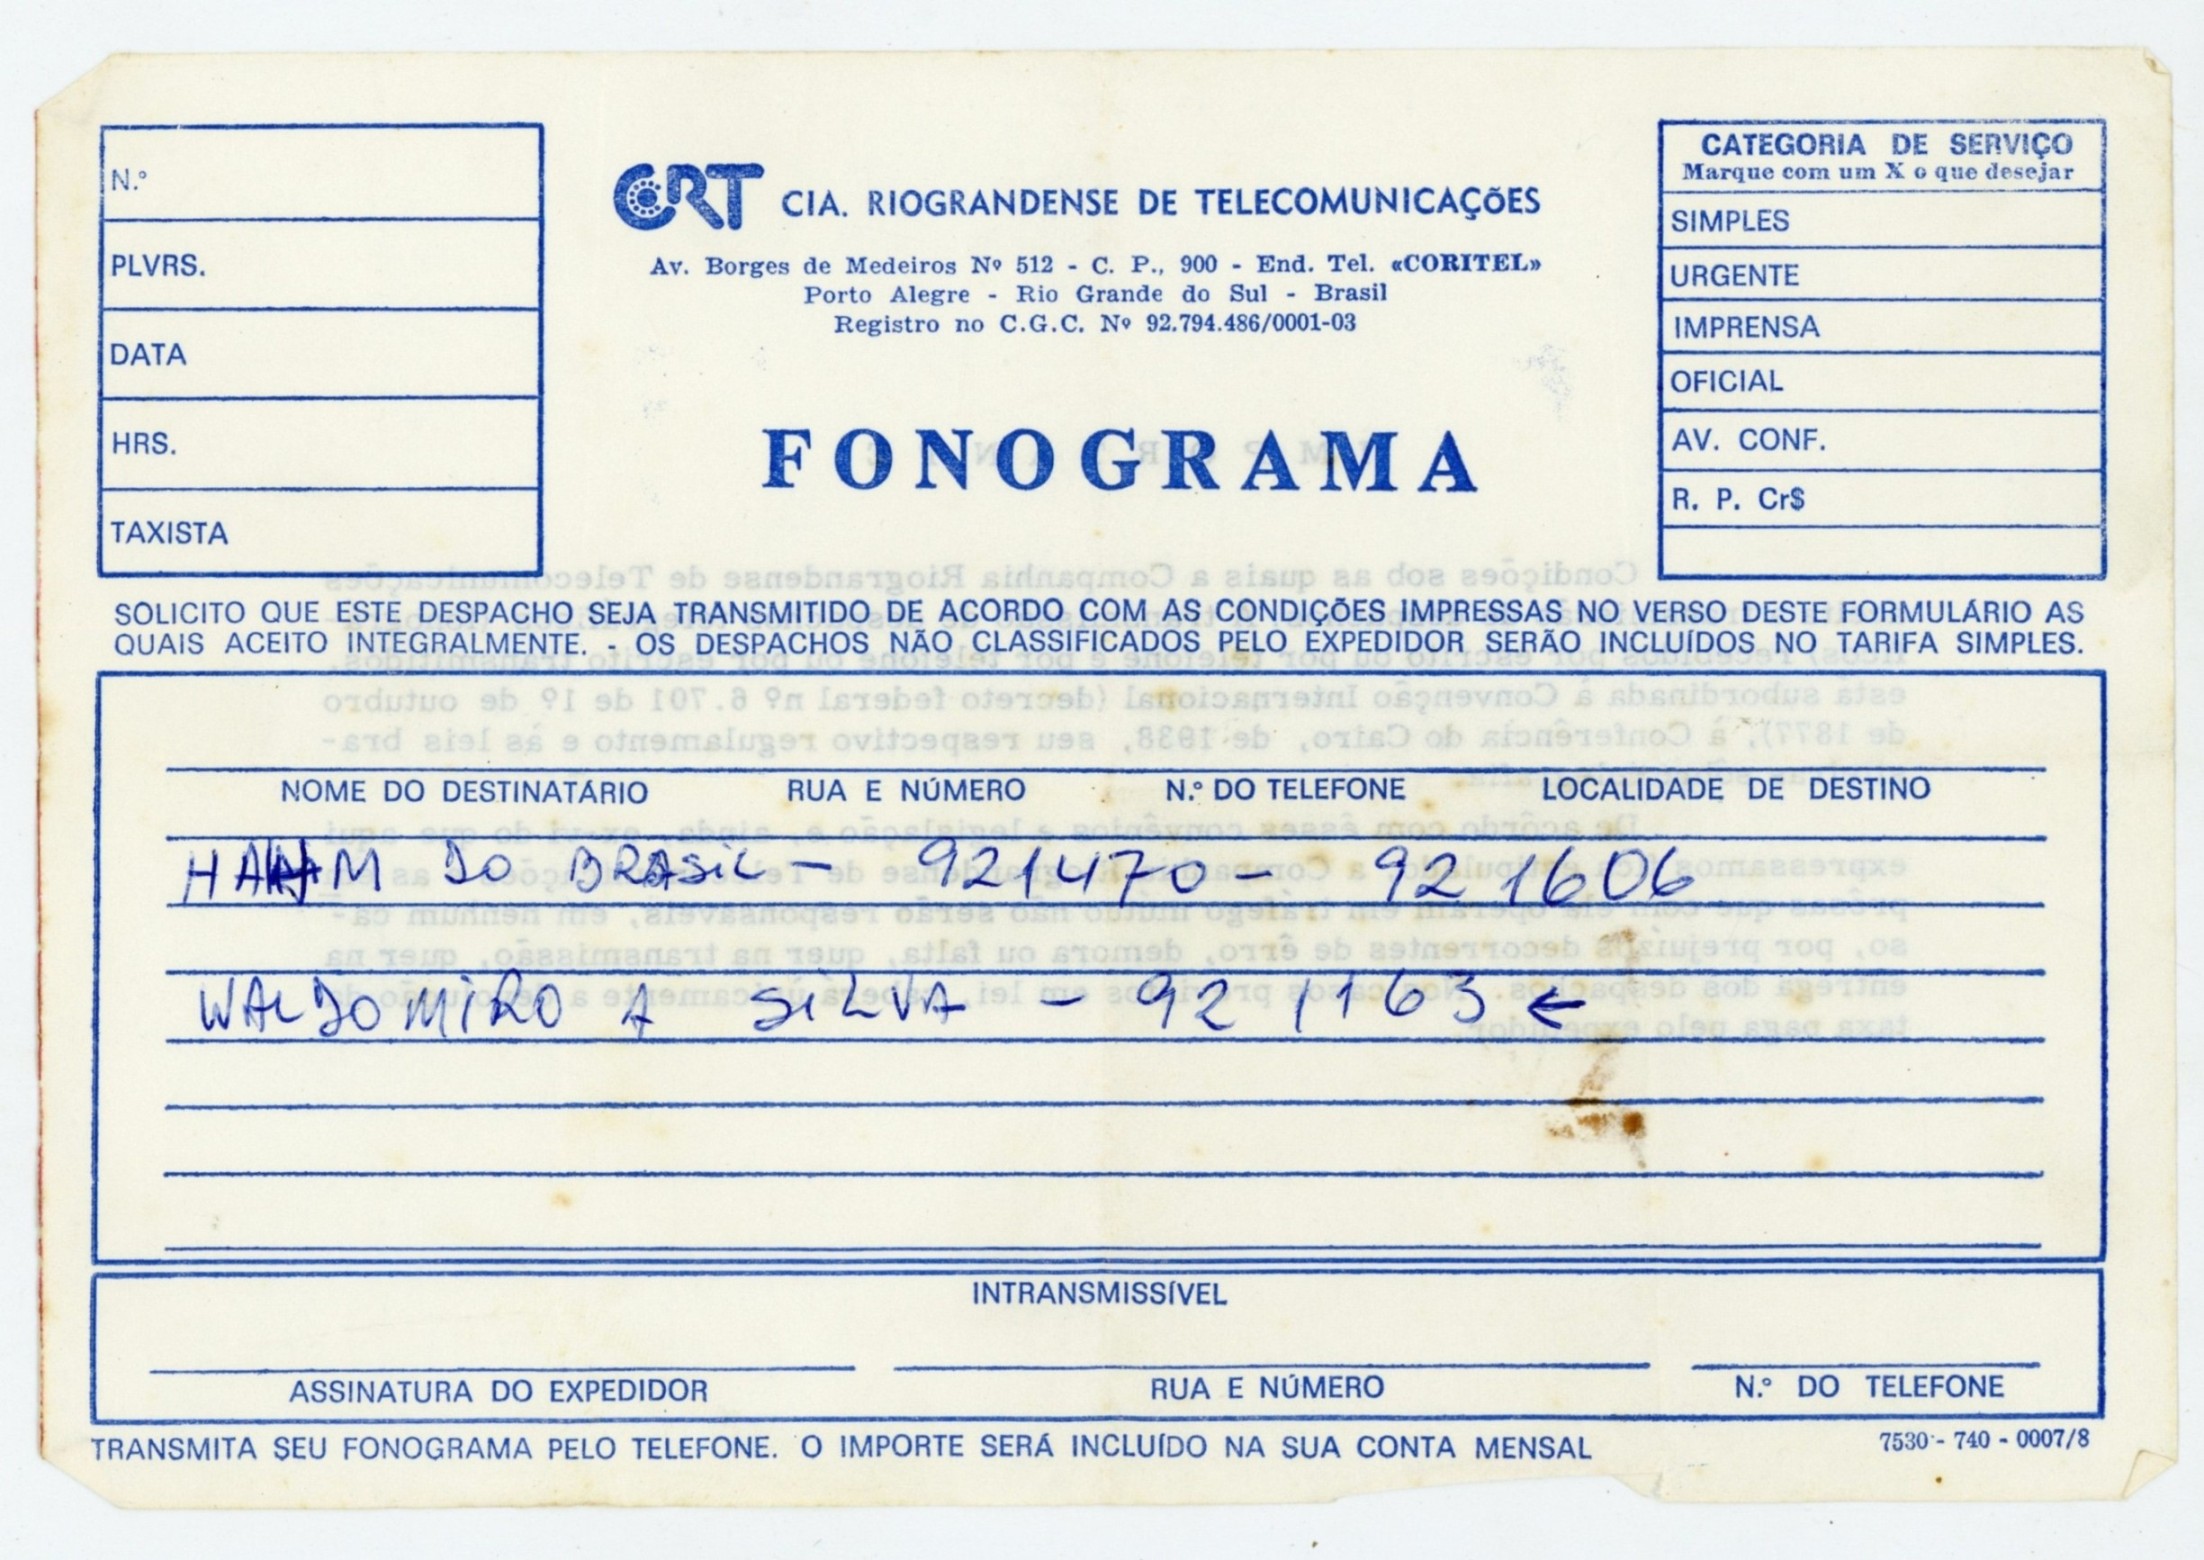 N.º
PLVRS.
DATA
HRS.
TAXISTA
CRT CIA. RIOGRANDENSE DE TELECOMUNICAÇÕES
Av. Borges de Medeiros Nº 512 - C. P., 900 - End. Tel. «CORITEL»
Porto Alegre - Rio Grande do Sul - Brasil
Registro no C.G.C. Nº 92.794.486/0001-03
FONOGRAMA
CATEGORIA DE SERVIÇO
Marque com um X o que desejar
SIMPLES
URGENTE
IMPRENSA
OFICIAL
AV. CONF.
R. P. Cr$
SOLICITO QUE ESTE DESPACHO SEJA TRANSMITIDO DE ACORDO COM AS CONDIÇÕES IMPRESSAS NO VERSO DESTE FORMULÁRIO AS
QUAIS ACEITO INTEGRALMENTE. - OS DESPACHOS NÃO CLASSIFICADOS PELO EXPEDIDOR SERÃO INCLUÍDOS NO TARIFA SIMPLES.
NOME DO DESTINATÁRIO RUA E NÚMERO N.º DO TELEFONE LOCALIDADE DE DESTINO
DO BRASIL - 921470 - 921606
WALDOMIRO A SILVA - 921163 ←
INTRANSMISSÍVEL
ASSINATURA DO EXPEDIDOR RUA E NÚMERO N.º DO TELEFONE
TRANSMITA SEU FONOGRAMA PELO TELEFONE. O IMPORTE SERÁ INCLUÍDO NA SUA CONTA MENSAL 7530 - 740 - 0007/8